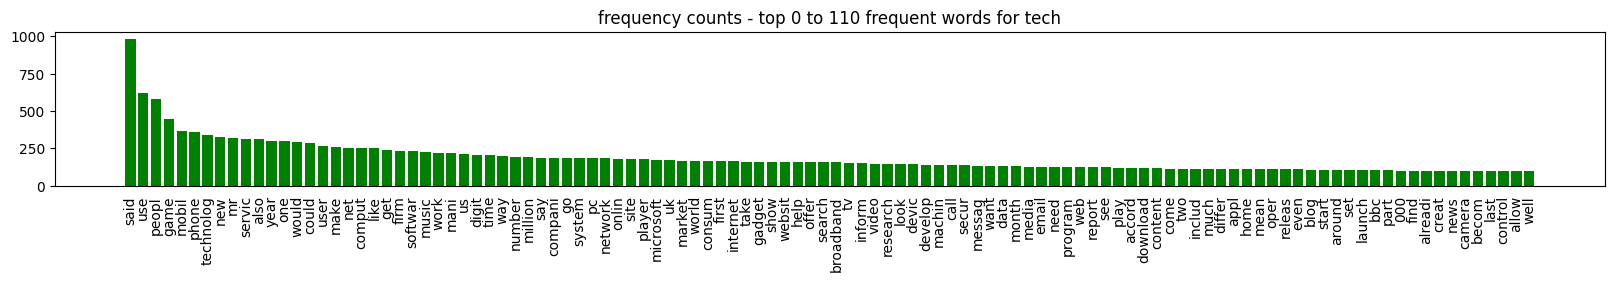 frequency counts - top 0 to 110 frequent words for tech
1000
750
500
250
0
said
use
peopl
game
mobil
phone
technolog
new
mr
servic
also
year
one
would
could
user
make
net
comput
like
get
firm
softwar
music
work
mani
us
digit
time
way
number
million
say
compani
go
system
pc
network
onlin
site
player
microsoft
uk
market
world
consum
first
internet
take
gadget
show
websit
help
offer
search
broadband
tv
inform
video
research
look
devic
develop
machin
call
secur
messag
want
data
month
media
email
need
program
web
report
see
play
accord
download
content
come
two
includ
much
differ
appl
home
mean
oper
releas
even
blog
start
around
set
launch
bbc
part
000
find
alreadi
creat
news
camera
becom
last
control
allow
well